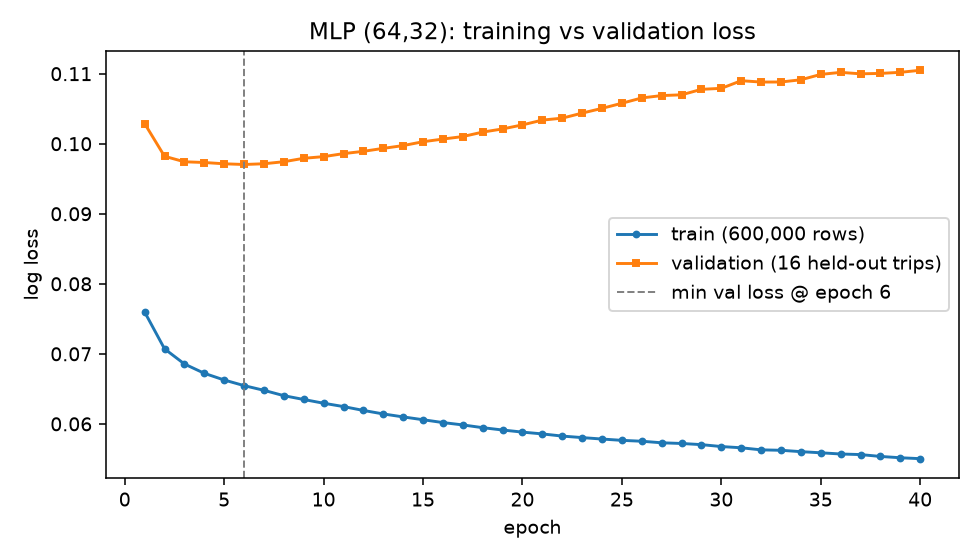 MLP (64,32): training vs validation loss
log loss
0.11
0.10
0.09
0.08
0.07
0.06
train (600,000 rows)
validation (16 held-out trips)
min val loss @ epoch 6
0 5 10 15 20 25 30 35 40
epoch